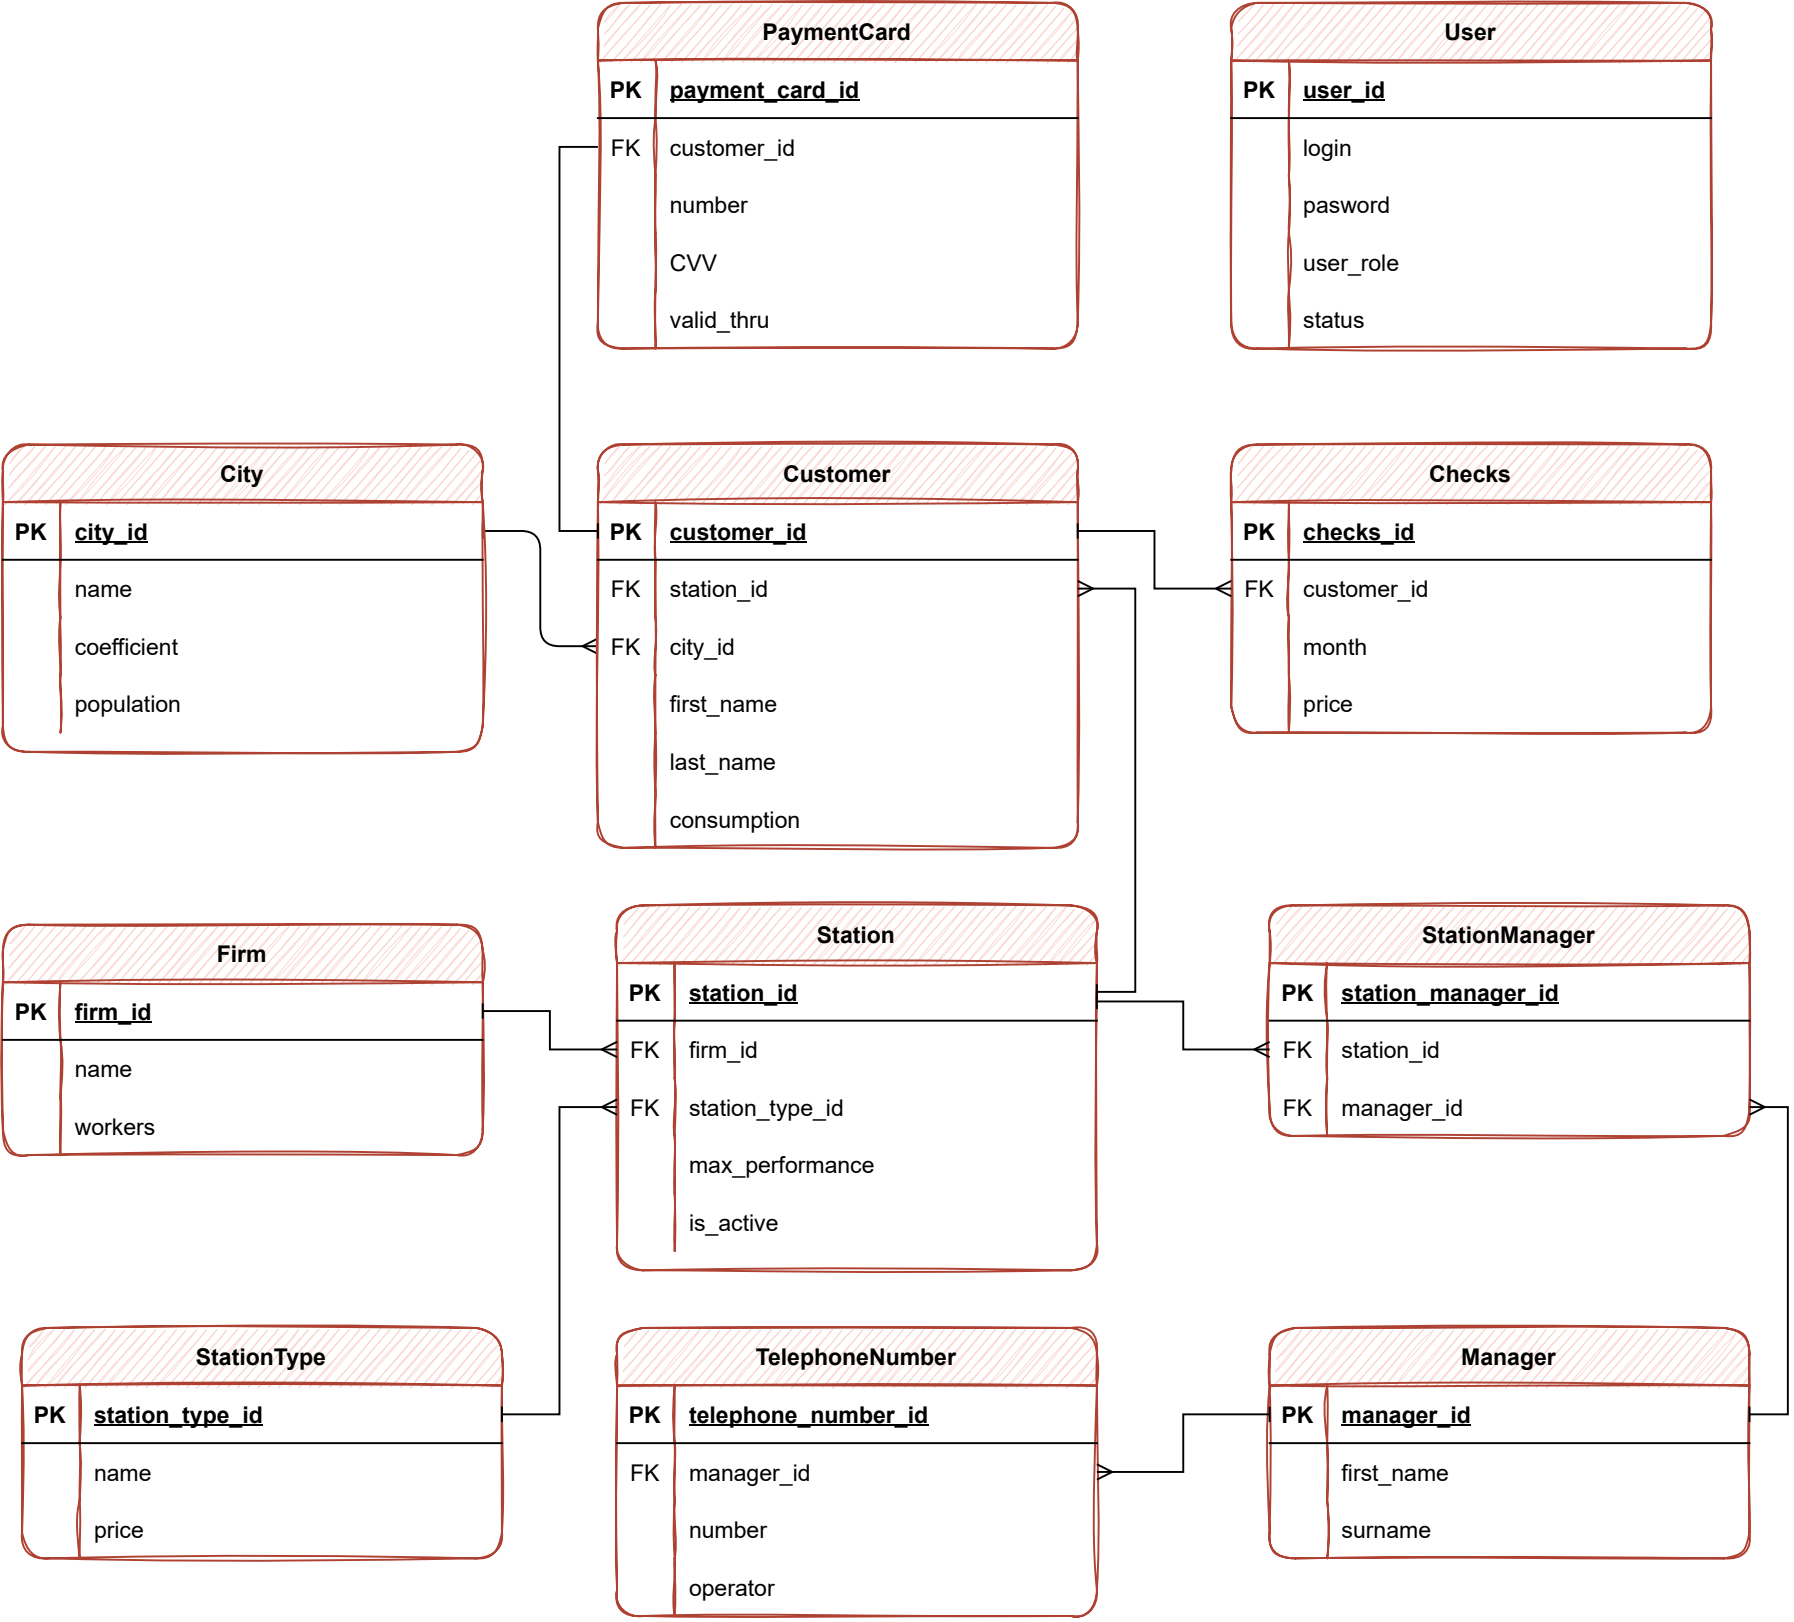 PaymentCard
PK payment_card_id
FK customer_id
number
CVV
valid_thru
User
PK user_id
login
pasword
user_role
status
City
PK city_id
name
coefficient
population
Customer
PK customer_id
FK station_id
FK city_id
first_name
last_name
consumption
Checks
PK checks_id
FK customer_id
month
price
Firm
PK firm_id
name
workers
Station
PK station_id
FK firm_id
FK station_type_id
max_performance
is_active
StationManager
PK station_manager_id
FK station_id
FK manager_id
StationType
PK station_type_id
name
price
TelephoneNumber
PK telephone_number_id
FK manager_id
number
operator
Manager
PK manager_id
first_name
surname